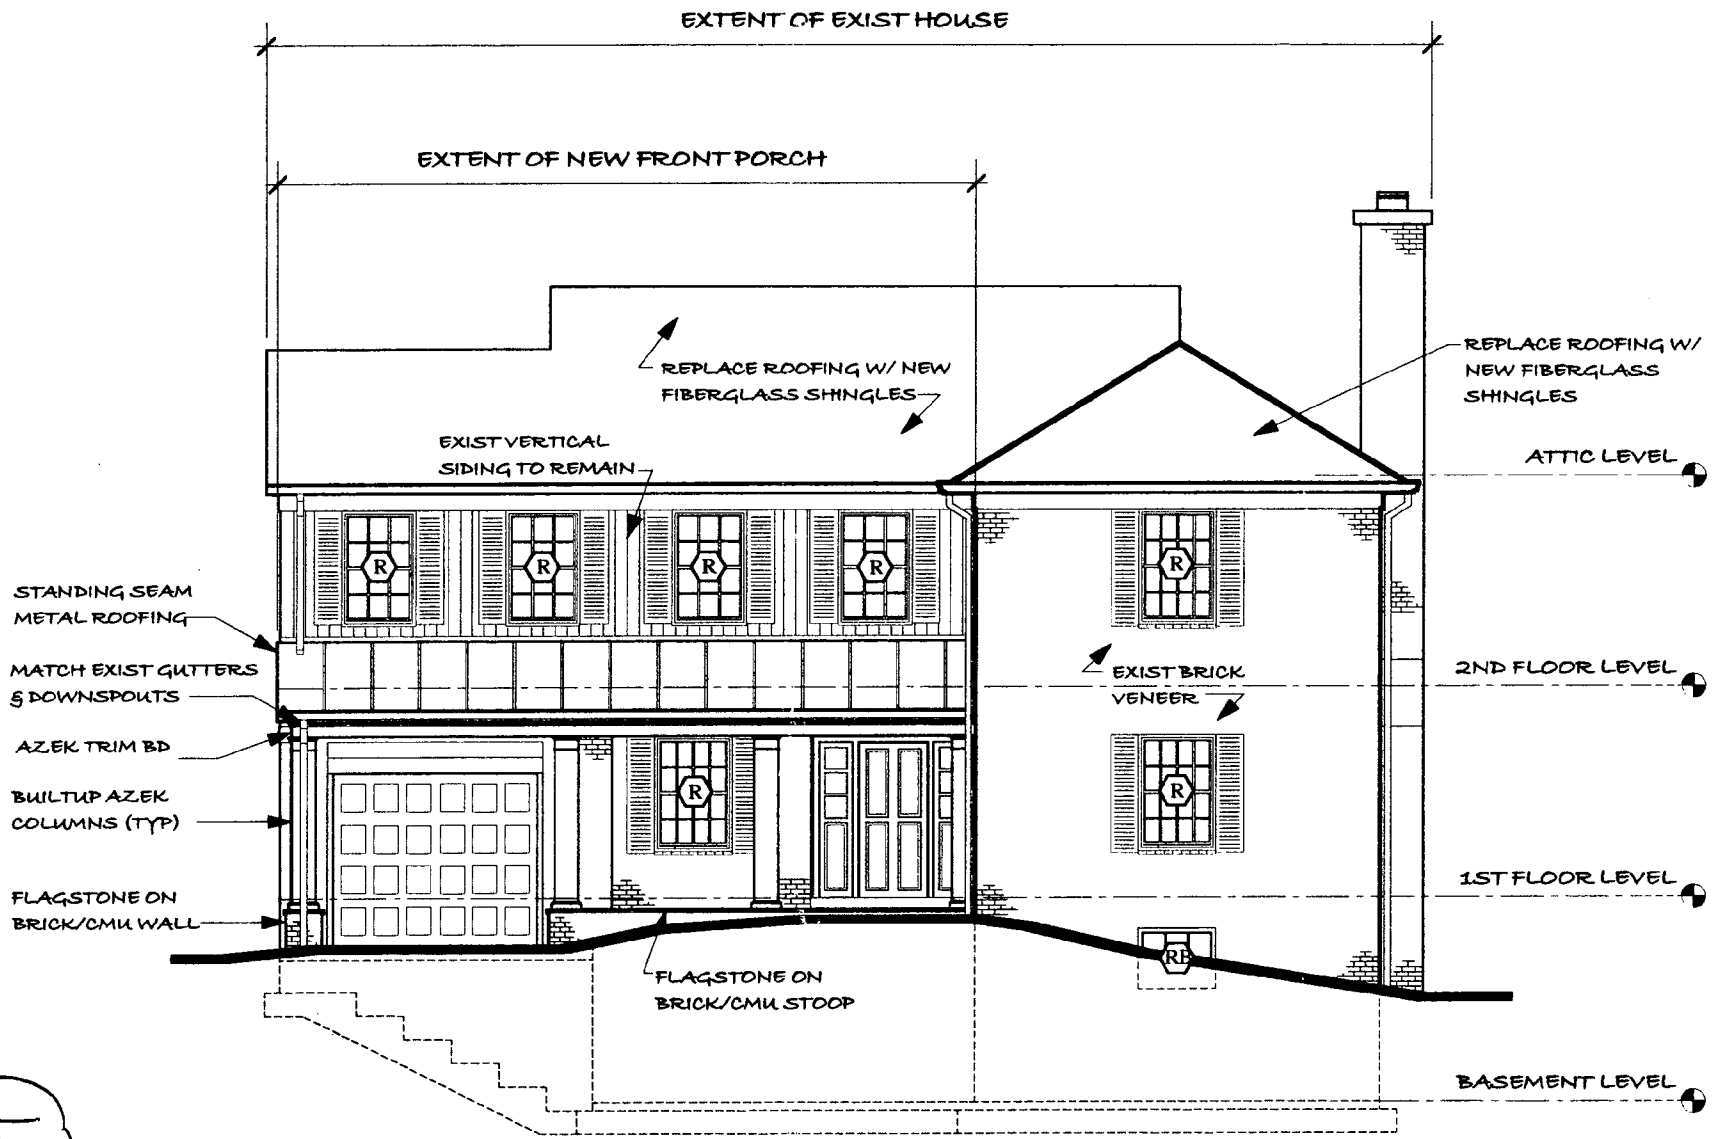 EXTENT OF EXIST HOUSE
EXTENT OF NEW FRONT PORCH
REPLACE ROOFING W/ NEW
FIBERGLASS SHINGLES
REPLACE ROOFING W/
NEW FIBERGLASS
SHINGLES
EXIST VERTICAL
SIDING TO REMAIN
ATTIC LEVEL
R
R
R
R
R
STANDING SEAM
METAL ROOFING
MATCH EXIST GUTTERS
& DOWNSPOUTS
EXIST BRICK
VENEER
2ND FLOOR LEVEL
AZEK TRIM BD
BUILTUP AZEK
COLUMNS (TYP)
R
R
FLAGSTONE ON
BRICK/CMU WALL
1ST FLOOR LEVEL
FLAGSTONE ON
BRICK/CMU STOOP
RE
BASEMENT LEVEL